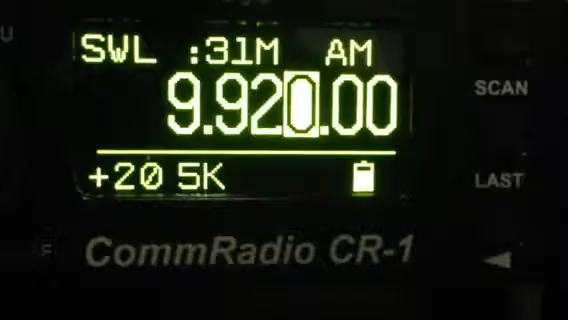 SWL :31M AM
9.920.00
SCAN
+20 5K
LAST
F
CommRadio CR-1